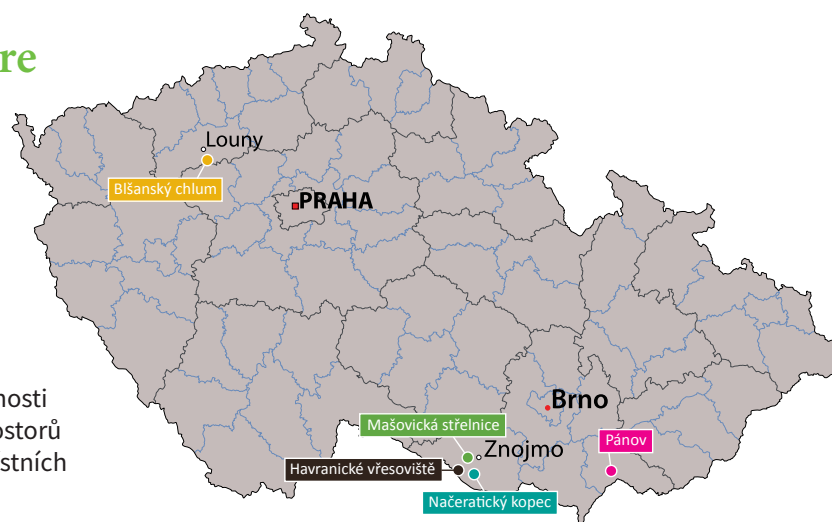 re
Louny
Blšanský chlum
PRAHA
nosti
Brno
Mašovická střelnice
ostorů
Pánov
Znojmo
stních
Havranické vřesoviště
Načeratický kopec